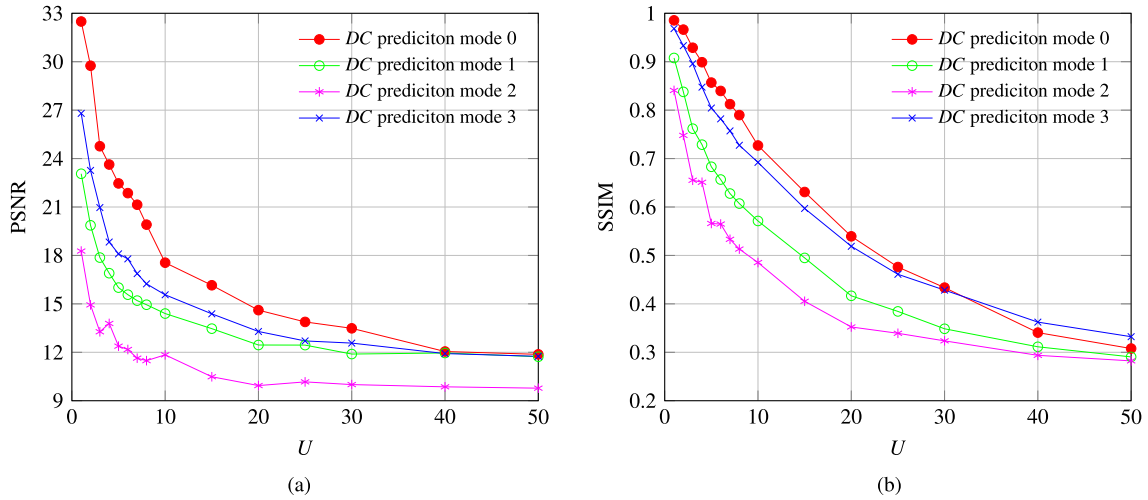 33
30
27
24
21
18
15
12
9
PSNR
0
10
20
30
40
50
U
DC prediciton mode 0
DC prediciton mode 1
DC prediciton mode 2
DC prediciton mode 3
(a)
1
0.9
0.8
0.7
0.6
0.5
0.4
0.3
0.2
SSIM
0
10
20
30
40
50
U
DC prediciton mode 0
DC prediciton mode 1
DC prediciton mode 2
DC prediciton mode 3
(b)